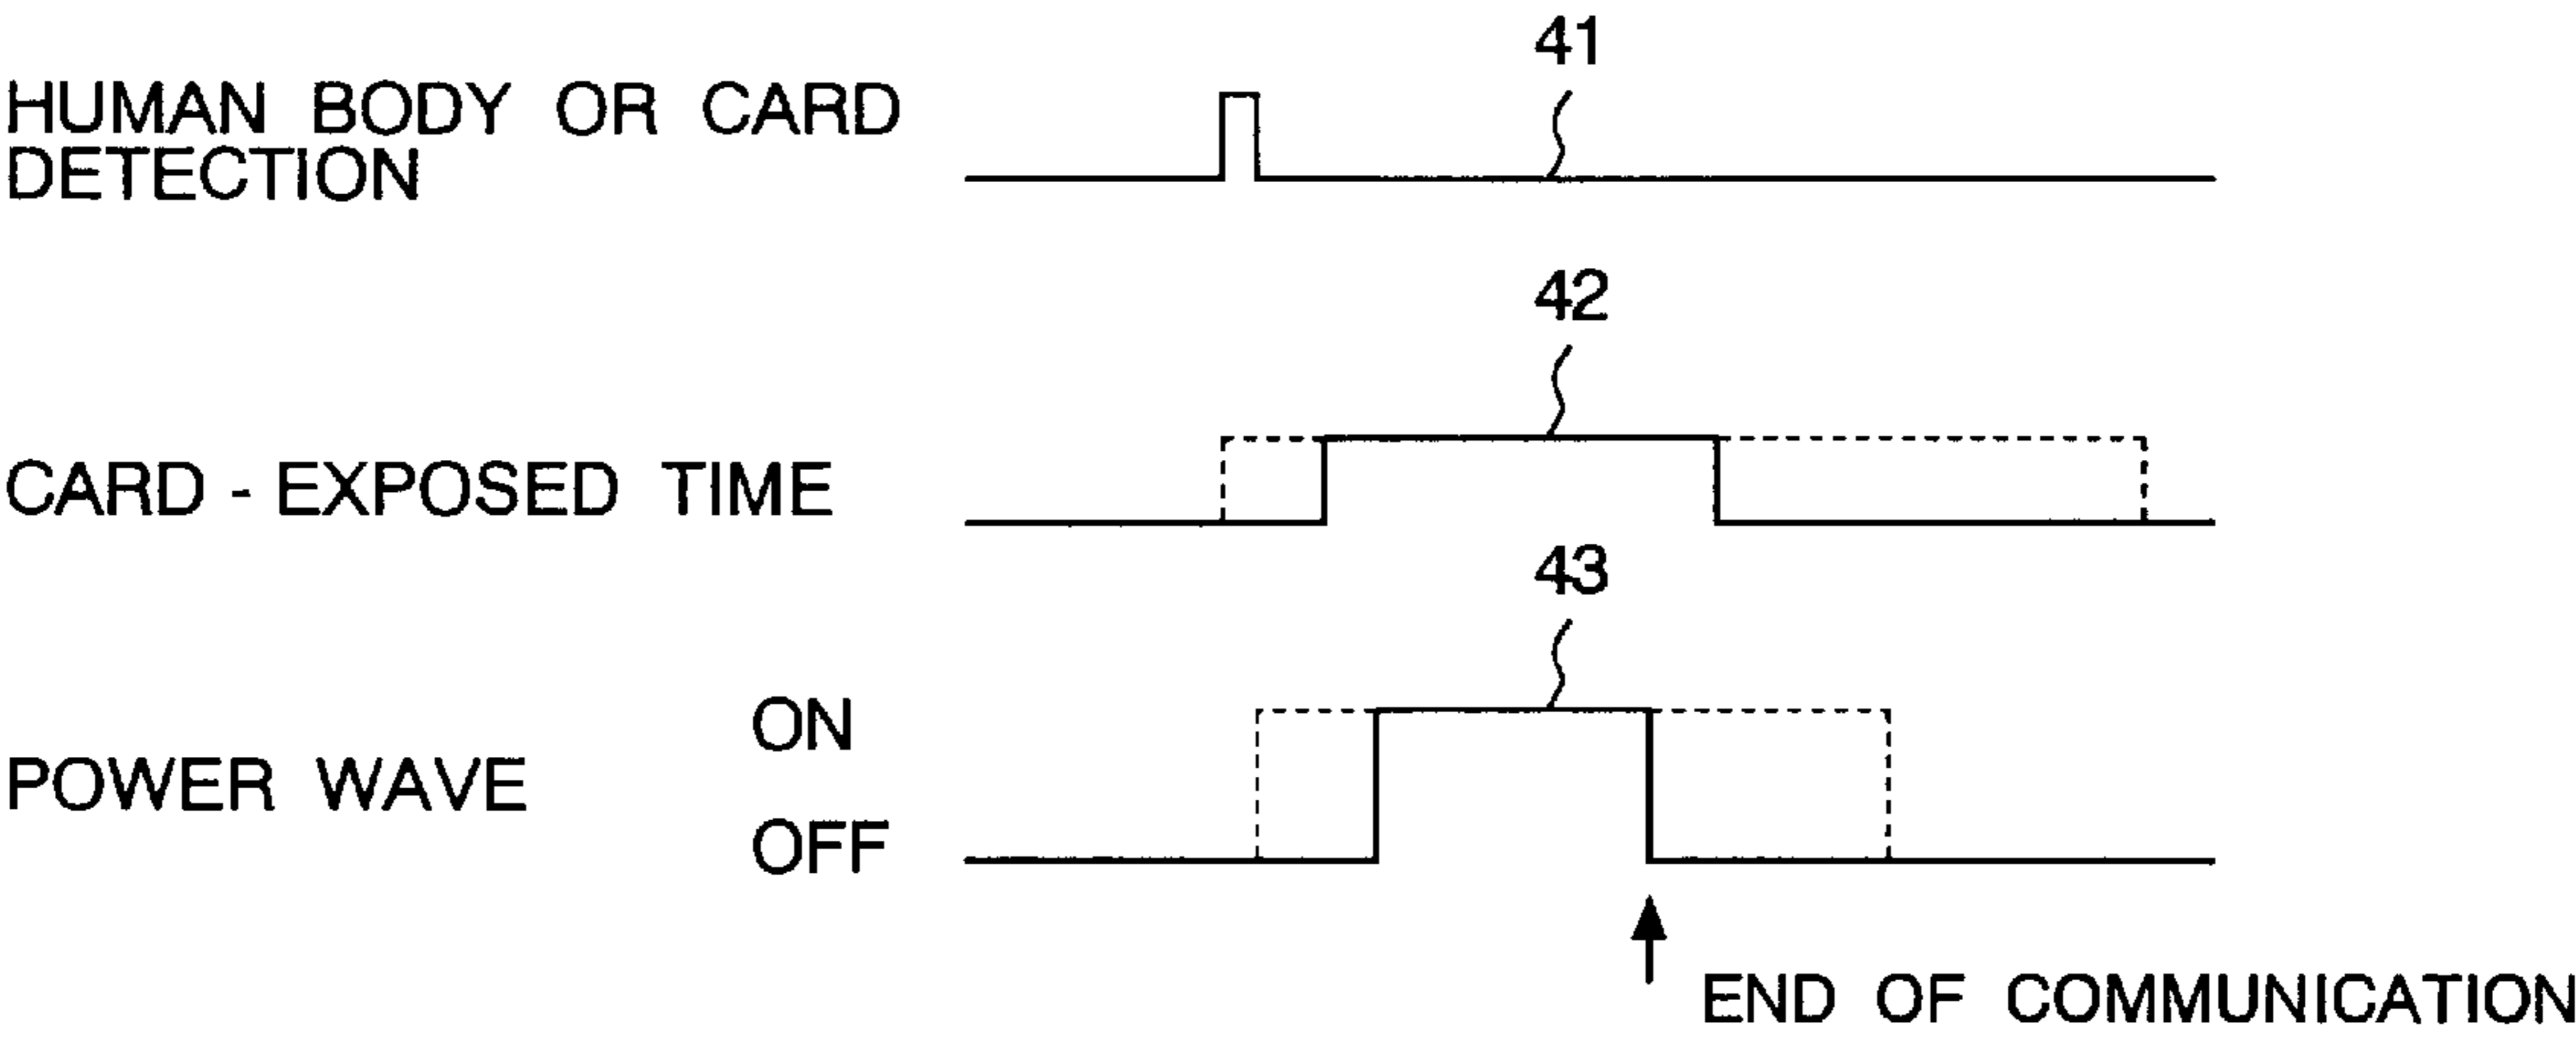 41
HUMAN BODY OR CARD
DETECTION
42
CARD - EXPOSED TIME
43
ON
POWER WAVE
OFF
END OF COMMUNICATION